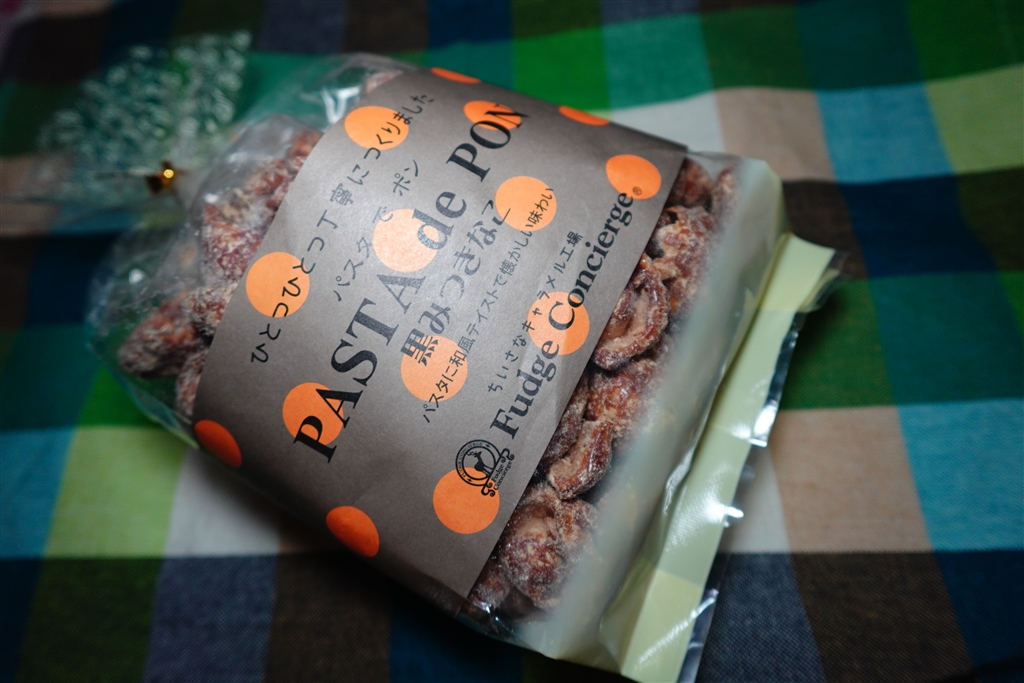 ひとつひとつ丁寧につくりました
パスタ で ポン
PASTA de PON
黒みつきなこ
パスタに和風テイストで懐かしい味わい
ちいさなキャラメル工場
Fudge Concierge®
Fudge
Concierge